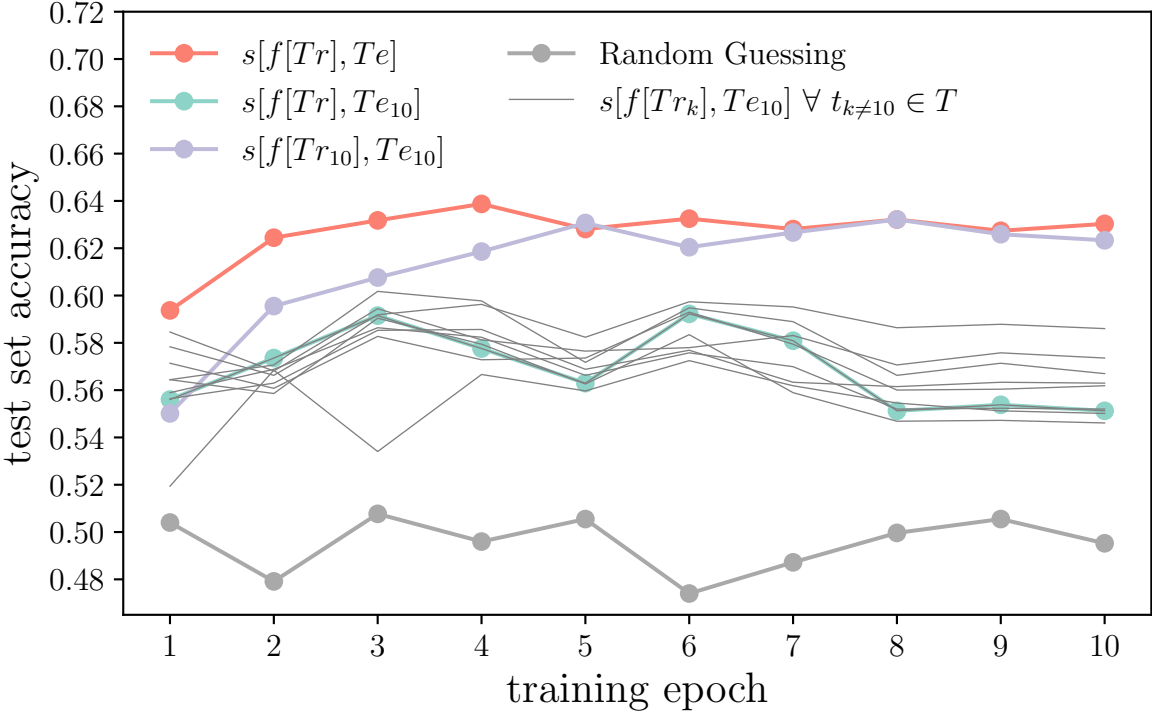 0.72
0.70
0.68
0.66
0.64
0.62
0.60
0.58
0.56
0.54
0.52
0.50
0.48
test set accuracy
s[f[Tr], Te]
s[f[Tr], Te₁₀]
s[f[Tr₁₀], Te₁₀]
Random Guessing
s[f[Trₖ], Te₁₀] ∀ tₖ≠₁₀ ∈ T
1 2 3 4 5 6 7 8 9 10
training epoch